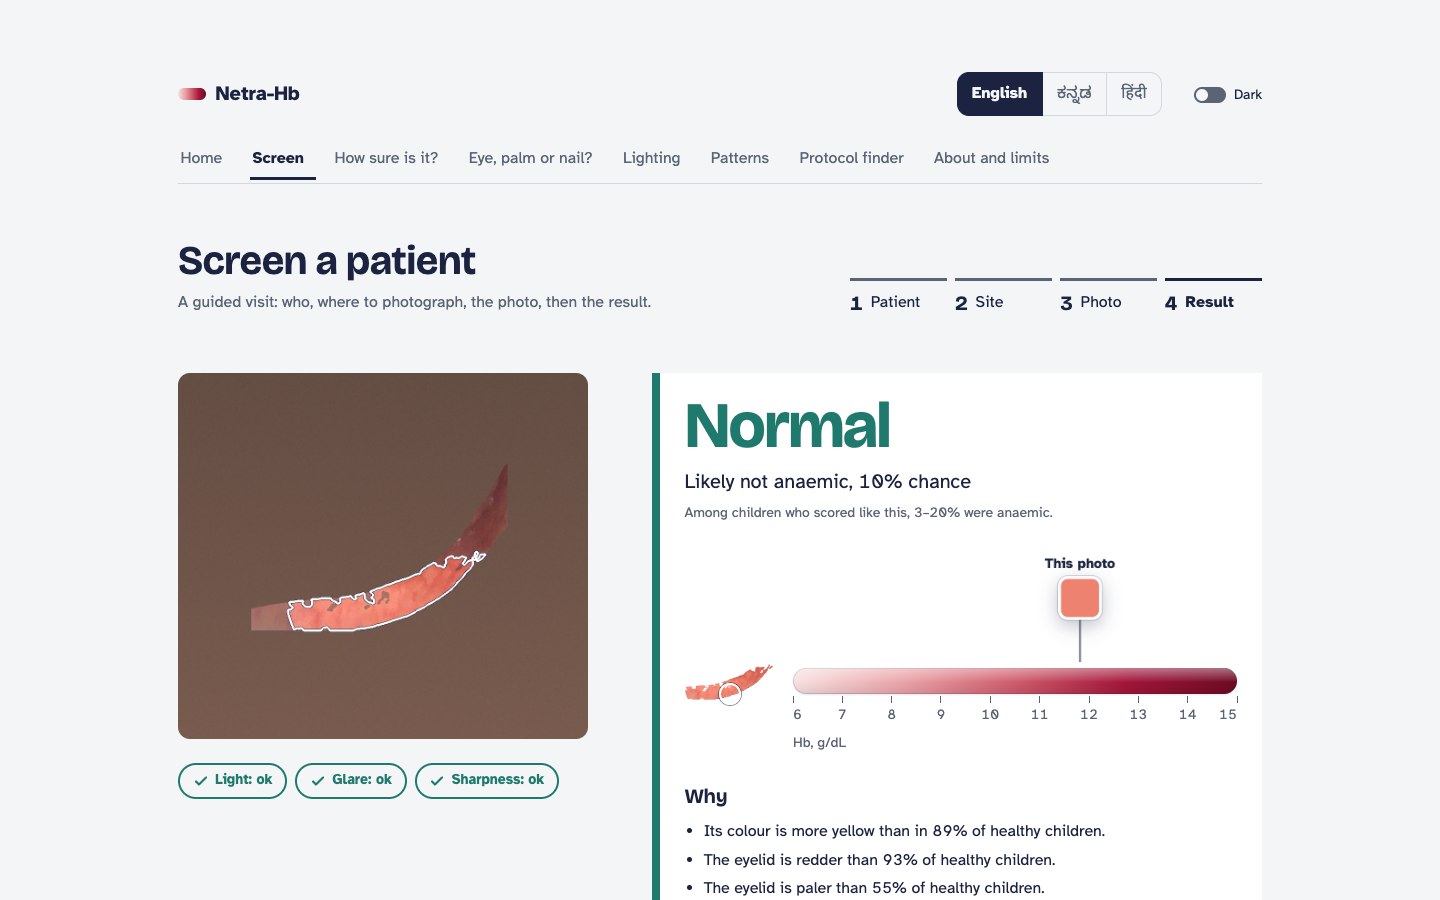 Netra-Hb
English ಕನ್ನಡ हिंदी Dark
Home Screen How sure is it? Eye, palm or nail? Lighting Patterns Protocol finder About and limits
Screen a patient
A guided visit: who, where to photograph, the photo, then the result.
1 Patient 2 Site 3 Photo 4 Result
Light: ok Glare: ok Sharpness: ok
Normal
Likely not anaemic, 10% chance
Among children who scored like this, 3–20% were anaemic.
This photo
6 7 8 9 10 11 12 13 14 15
Hb, g/dL
Why
• Its colour is more yellow than in 89% of healthy children.
• The eyelid is redder than 93% of healthy children.
• The eyelid is paler than 55% of healthy children.